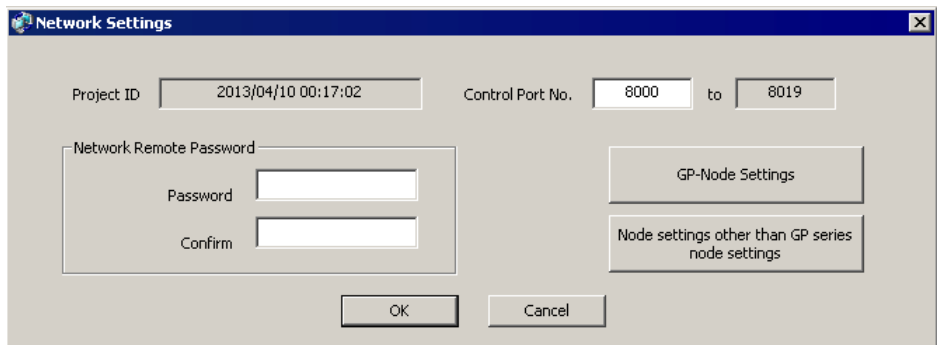 Network Settings
Project ID 2013/04/10 00:17:02 Control Port No. 8000 to 8019
Network Remote Password
Password
Confirm
GP-Node Settings
Node settings other than GP series
node settings
OK Cancel